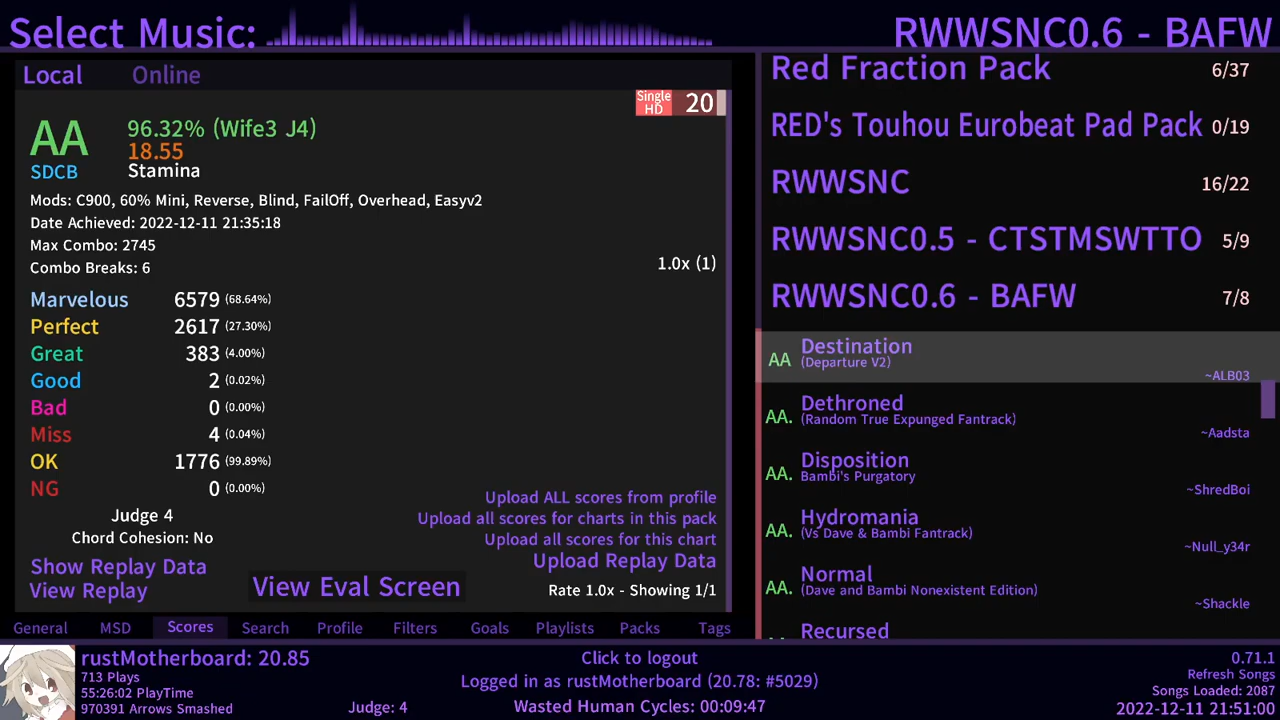 Select Music:
RWWSNC0.6 - BAFW
Local Online
Single HD 20
AA
96.32% (Wife3 J4)
18.55
SDCB Stamina
Mods: C900, 60% Mini, Reverse, Blind, FailOff, Overhead, Easyv2
Date Achieved: 2022-12-11 21:35:18
Max Combo: 2745
Combo Breaks: 6
1.0x (1)
Marvelous 6579 (68.64%)
Perfect 2617 (27.30%)
Great 383 (4.00%)
Good 2 (0.02%)
Bad 0 (0.00%)
Miss 4 (0.04%)
OK 1776 (99.89%)
NG 0 (0.00%)
Judge 4
Chord Cohesion: No
Show Replay Data
View Replay
View Eval Screen
Upload ALL scores from profile
Upload all scores for charts in this pack
Upload all scores for this chart
Upload Replay Data
Rate 1.0x - Showing 1/1
General MSD Scores Search Profile Filters Goals Playlists Packs Tags
Red Fraction Pack 6/37
RED's Touhou Eurobeat Pad Pack 0/19
RWWSNC 16/22
RWWSNC0.5 - CTSTMSWTTO 5/9
RWWSNC0.6 - BAFW 7/8
AA Destination
(Departure V2)
~ALB03
AA. Dethroned
(Random True Expunged Fantrack)
~Aadsta
AA. Disposition
Bambi's Purgatory
~ShredBoi
AA. Hydromania
(Vs Dave & Bambi Fantrack)
~Null_y34r
AA. Normal
(Dave and Bambi Nonexistent Edition)
~Shackle
Recursed
rustMotherboard: 20.85
713 Plays
55:26:02 PlayTime
970391 Arrows Smashed
Judge: 4
Click to logout
Logged in as rustMotherboard (20.78: #5029)
Wasted Human Cycles: 00:09:47
0.71.1
Refresh Songs
Songs Loaded: 2087
2022-12-11 21:51:00